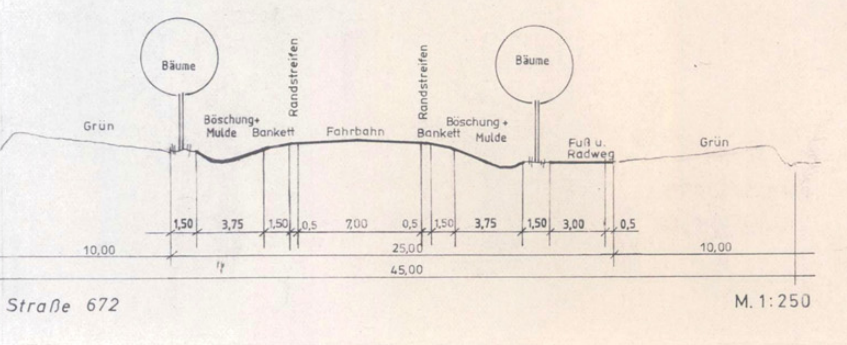 Bäume
Bäume
Randstreifen
Randstreifen
Grün
Böschung+
Mulde
Bankett
Fahrbahn
Bankett
Böschung+
Mulde
Fuß u.
Radweg
Grün
1,50
3,75
1,50
0,5
7,00
0,5
1,50
3,75
1,50
3,00
0,5
10,00
25,00
10,00
45,00
Straße 672
M. 1:250